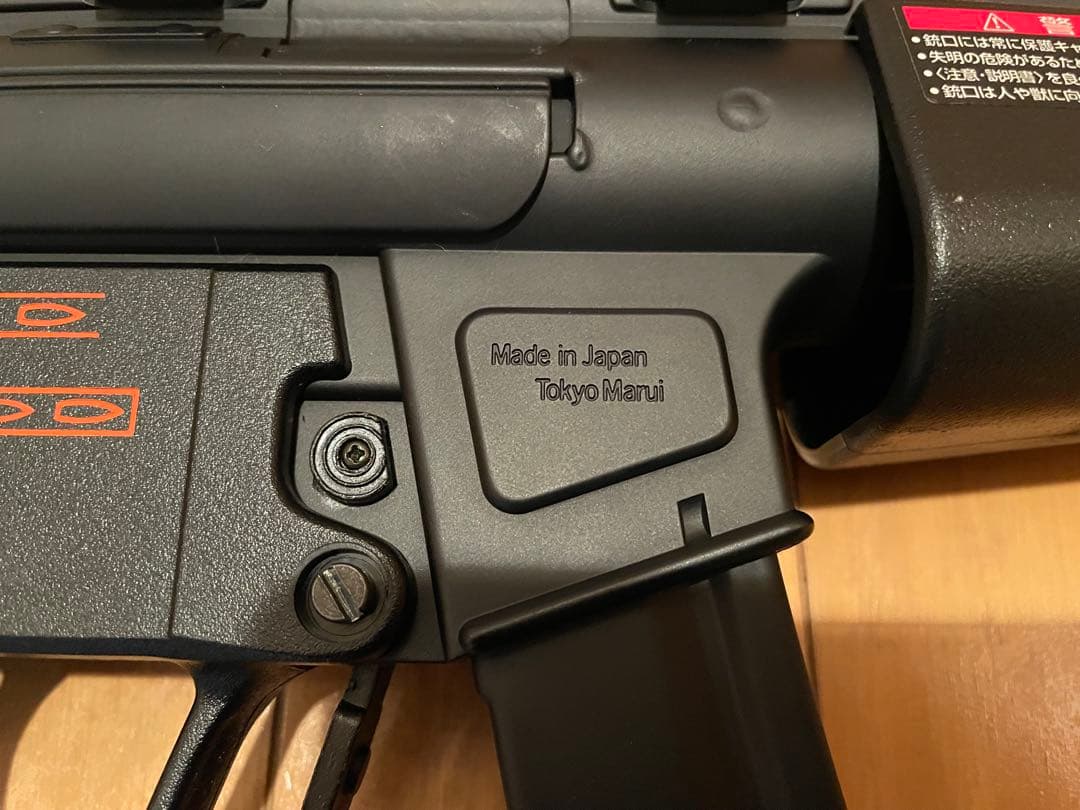 警
銃口には常に保護キャ
失明の危険があるため
〈注意・説明書〉を良
銃口は人や獣に向
Made in Japan
Tokyo Marui